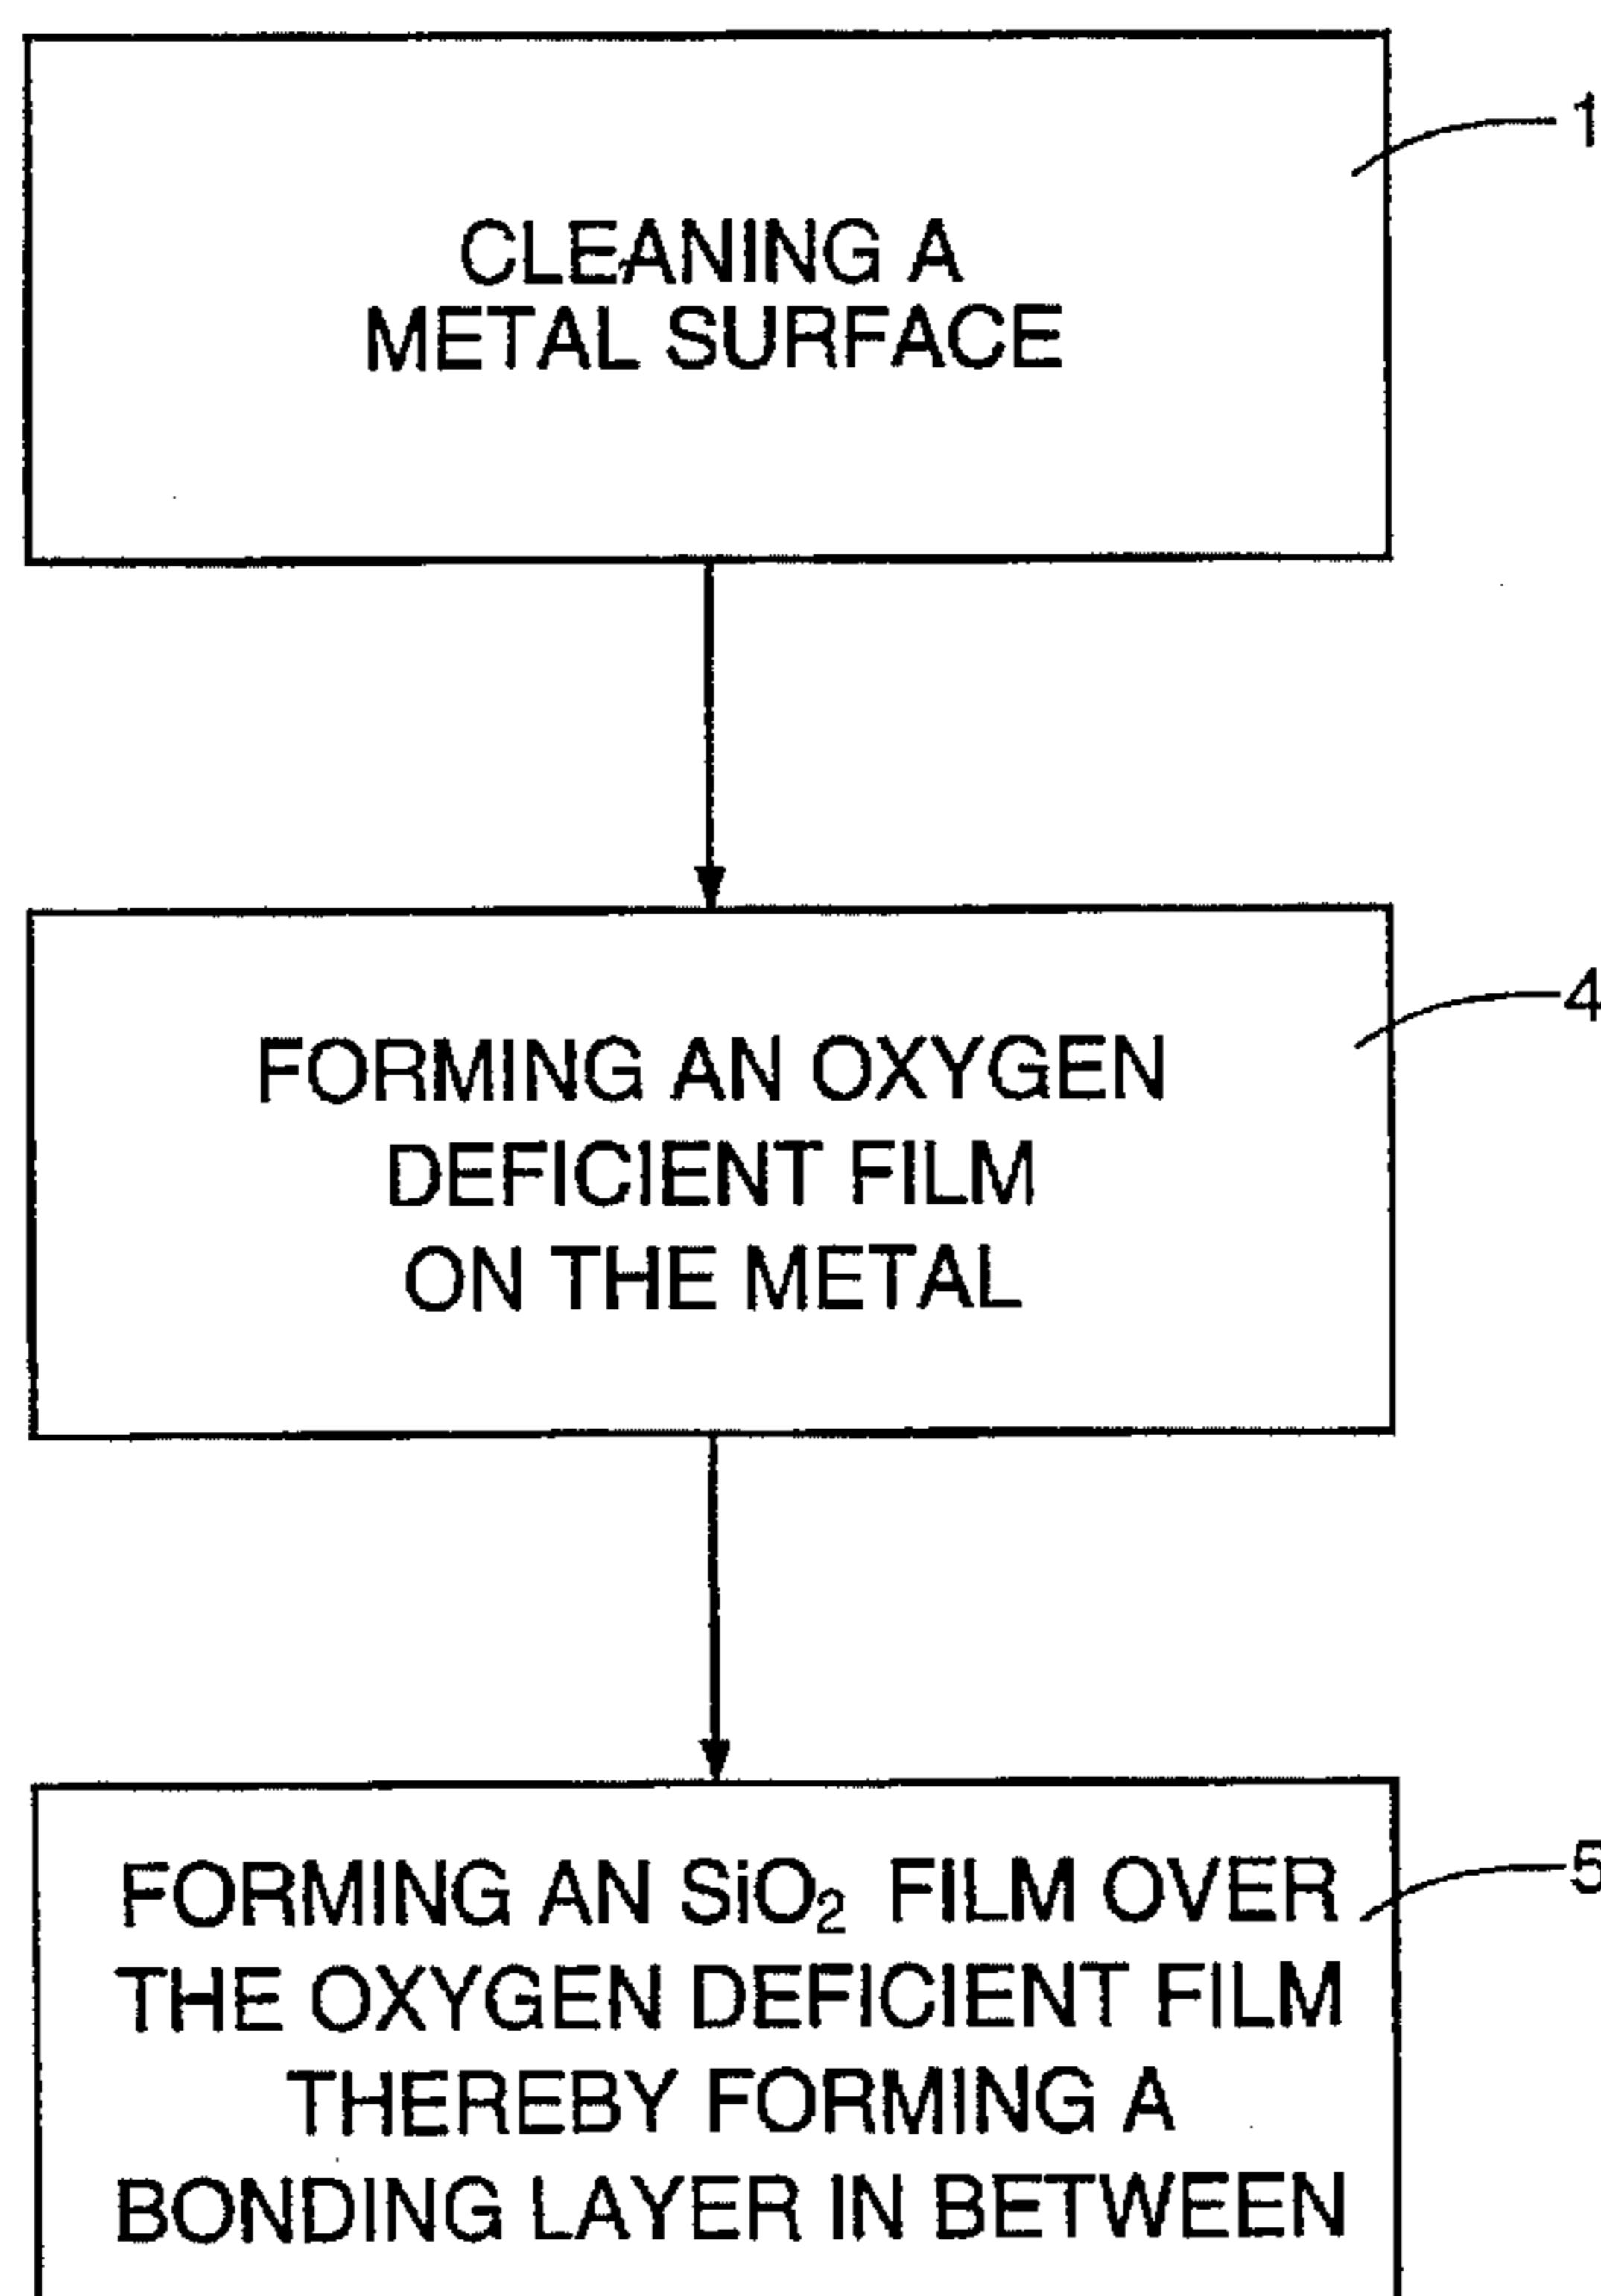 1
CLEANING A
METAL SURFACE
4
FORMING AN OXYGEN
DEFICIENT FILM
ON THE METAL
5
FORMING AN SiO₂ FILM OVER
THE OXYGEN DEFICIENT FILM
THEREBY FORMING A
BONDING LAYER IN BETWEEN